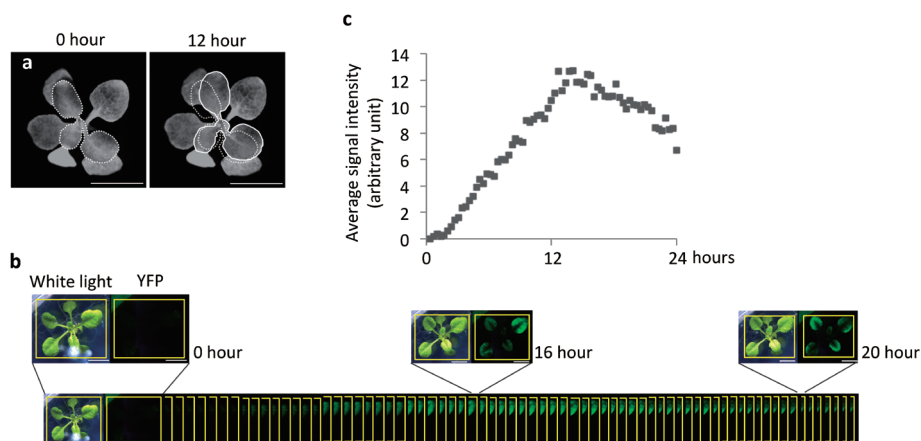 0 hour
12 hour
a
c
Average signal intensity
(arbitrary unit)
14
12
10
8
6
4
2
0
0
12
24 hours
b
White light
YFP
0 hour
16 hour
20 hour